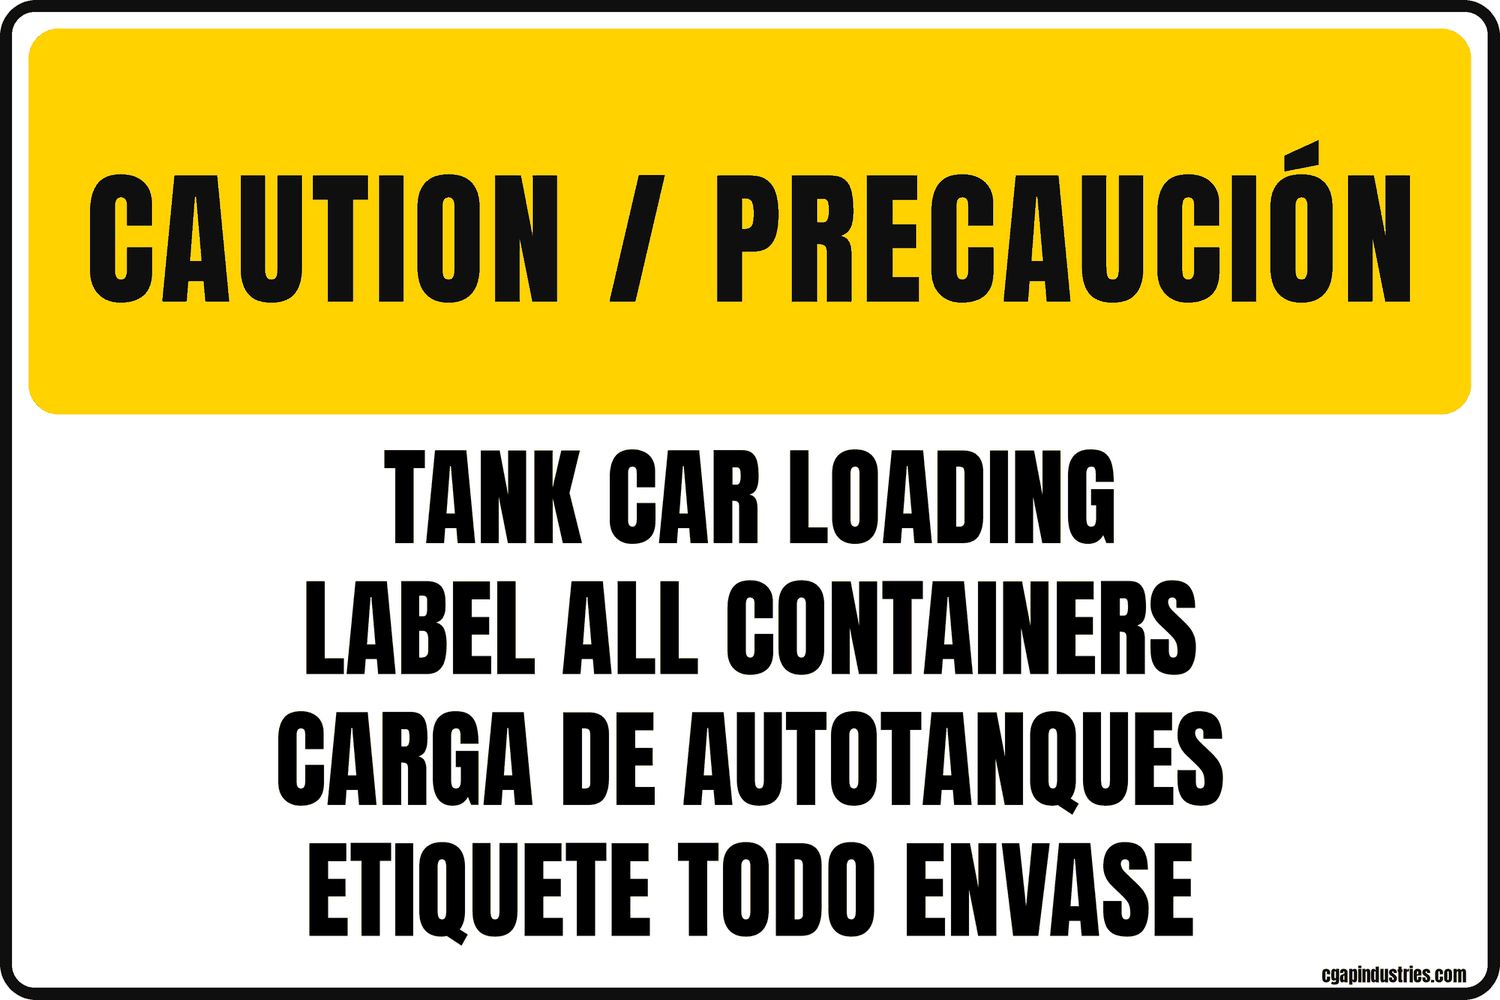 CAUTION / PRECAUCIÓN
TANK CAR LOADING
LABEL ALL CONTAINERS
CARGA DE AUTOTANQUES
ETIQUETE TODO ENVASE
cgapindustries.com